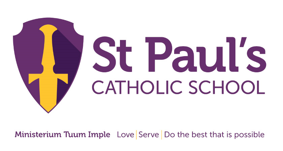 St Paul's
CATHOLIC SCHOOL
Ministerium Tuum Imple Love | Serve | Do the best that is possible